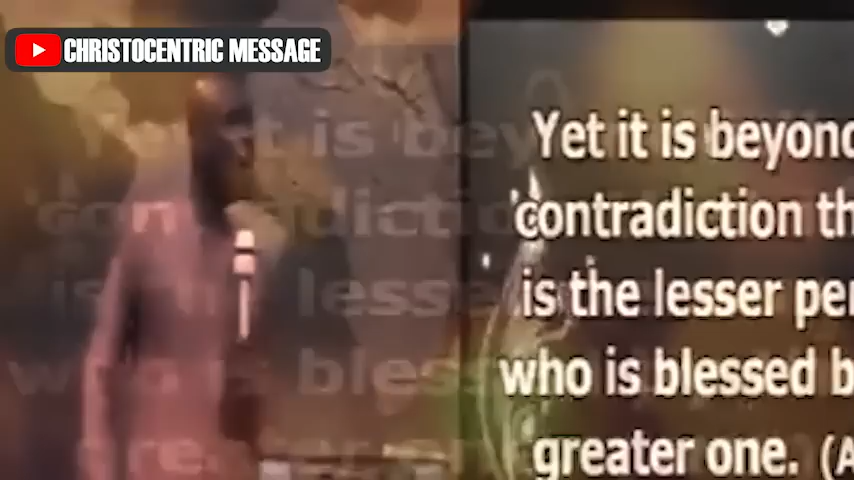 CHRISTOCENTRIC MESSAGE
Yet it is beyond
contradiction th
is the lesser per
who is blessed b
greater one. (A